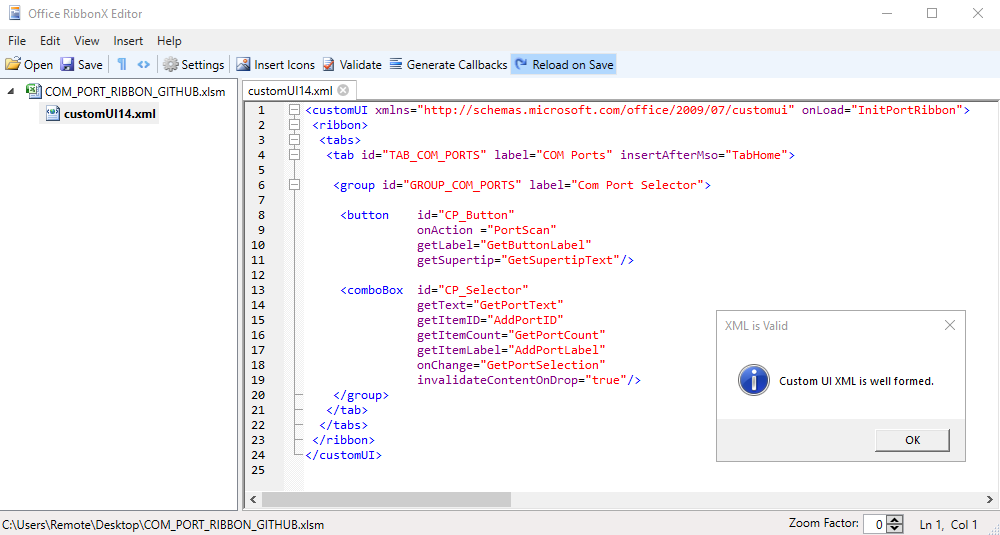 Office RibbonX Editor
File Edit View Insert Help
Open Save Settings Insert Icons Validate Generate Callbacks Reload on Save
COM_PORT_RIBBON_GITHUB.xlsm
customUI14.xml
customUI14.xml
1 <customUI xmlns="http://schemas.microsoft.com/office/2009/07/customui" onLoad="InitPortRibbon">
2 <ribbon>
3 <tabs>
4 <tab id="TAB_COM_PORTS" label="COM Ports" insertAfterMso="TabHome">
5
6 <group id="GROUP_COM_PORTS" label="Com Port Selector">
7
8 <button id="CP_Button"
9 onAction ="PortScan"
10 getLabel="GetButtonLabel"
11 getSupertip="GetSupertipText"/>
12
13 <comboBox id="CP_Selector"
14 getText="GetPortText"
15 getItemID="AddPortID"
16 getItemCount="GetPortCount"
17 getItemLabel="AddPortLabel"
18 onChange="GetPortSelection"
19 invalidateContentOnDrop="true"/>
20 </group>
21 </tab>
22 </tabs>
23 </ribbon>
24 </customUI>
25
XML is Valid
Custom UI XML is well formed.
OK
C:\Users\Remote\Desktop\COM_PORT_RIBBON_GITHUB.xlsm Zoom Factor: 0 Ln 1, Col 1